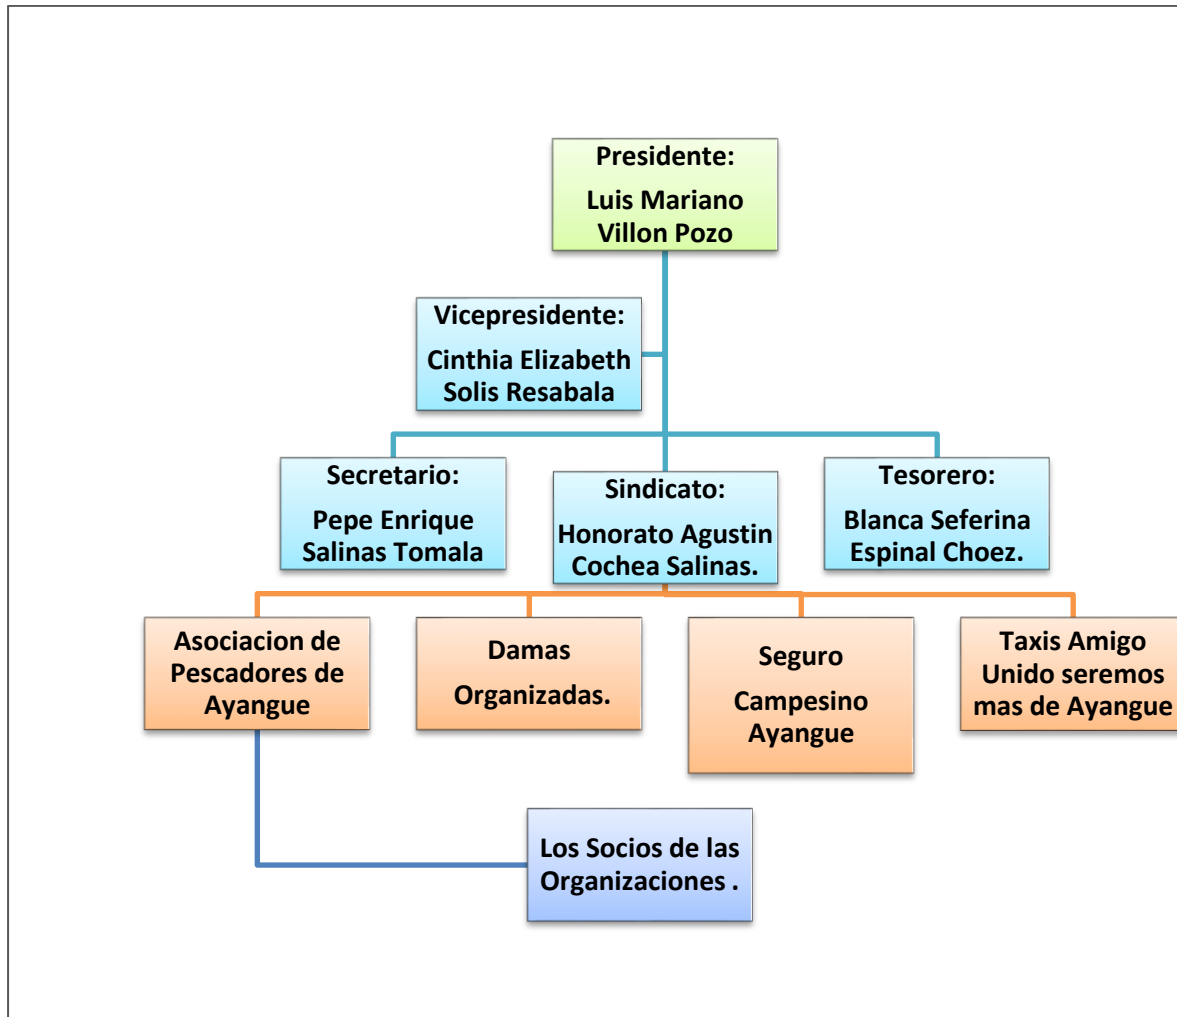 Presidente:
Luis Mariano
Villon Pozo
Vicepresidente:
Cinthia Elizabeth
Solis Resabala
Secretario:
Pepe Enrique
Salinas Tomala
Sindicato:
Honorato Agustin
Cochea Salinas.
Tesorero:
Blanca Seferina
Espinal Choez.
Asociacion de
Pescadores de
Ayangue
Damas
Organizadas.
Seguro
Campesino
Ayangue
Taxis Amigo
Unido seremos
mas de Ayangue
Los Socios de las
Organizaciones .